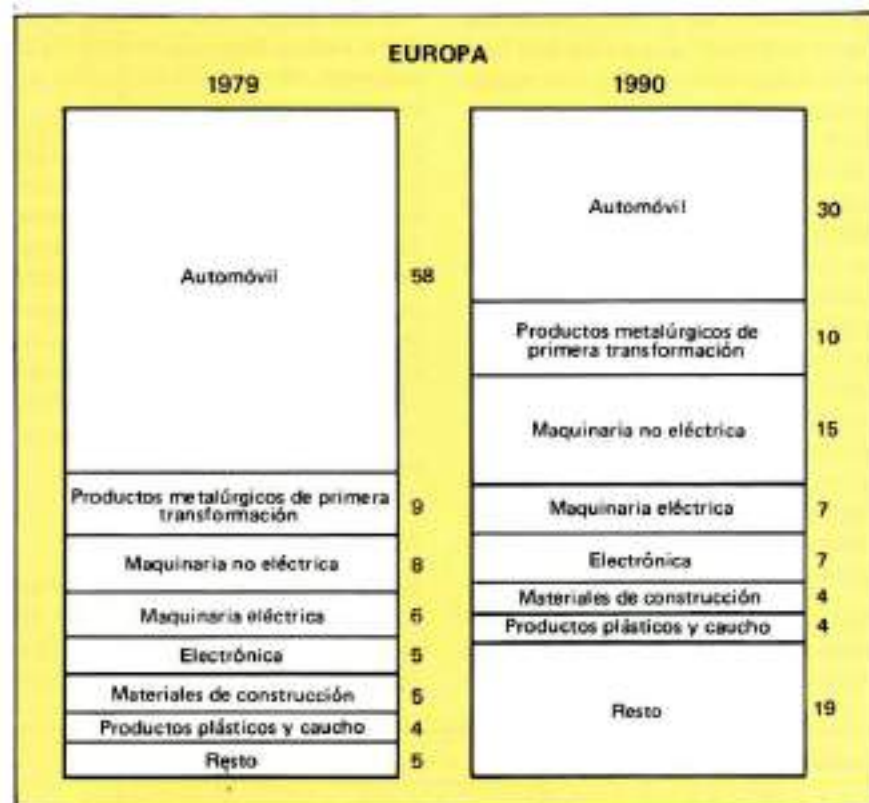 EUROPA
1979
Automóvil
58
Productos metalúrgicos de primera
transformación
9
Maquinaria no eléctrica
8
Maquinaria eléctrica
6
Electrónica
5
Materiales de construcción
5
Productos plásticos y caucho
4
Resto
5
1990
Automóvil
30
Productos metalúrgicos de
primera transformación
10
Maquinaria no eléctrica
15
Maquinaria eléctrica
7
Electrónica
7
Materiales de construcción
4
Productos plásticos y caucho
4
Resto
19